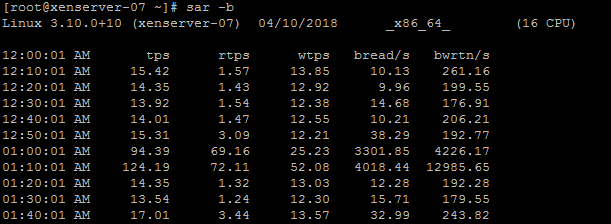 [root@xenserver-07 ~]# sar -b
Linux 3.10.0+10 (xenserver-07) 04/10/2018 _x86_64_ (16 CPU)
12:00:01 AM tps rtps wtps bread/s bwrtn/s
12:10:01 AM 15.42 1.57 13.85 10.13 261.16
12:20:01 AM 14.35 1.43 12.92 9.96 199.55
12:30:01 AM 13.92 1.54 12.38 14.68 176.91
12:40:01 AM 14.01 1.47 12.55 10.21 206.21
12:50:01 AM 15.31 3.09 12.21 38.29 192.77
01:00:01 AM 94.39 69.16 25.23 3301.85 4226.17
01:10:01 AM 124.19 72.11 52.08 4018.44 12985.65
01:20:01 AM 14.35 1.32 13.03 12.28 192.28
01:30:01 AM 13.54 1.24 12.30 15.71 179.55
01:40:01 AM 17.01 3.44 13.57 32.99 243.82